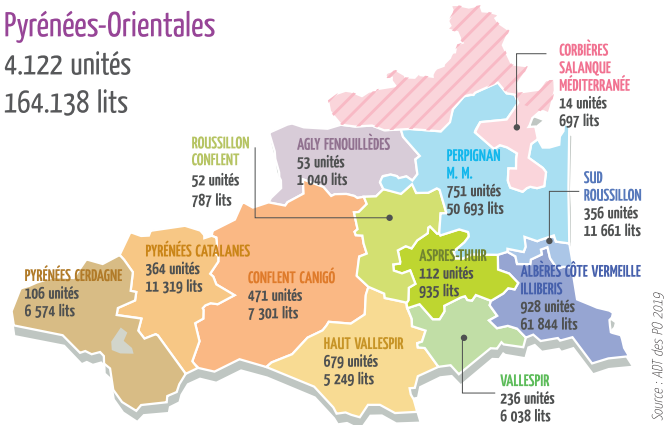 Pyrénées-Orientales
4.122 unités
164.138 lits
CORBIÈRES
SALANQUE
MÉDITERRANÉE
14 unités
697 lits
ROUSSILLON
CONFLENT
52 unités
787 lits
AGLY FENOUILLÈDES
53 unités
1 040 lits
PERPIGNAN
M. M.
751 unités
50 693 lits
SUD
ROUSSILLON
356 unités
11 661 lits
PYRÉNÉES CERDAGNE
106 unités
6 574 lits
PYRÉNÉES CATALANES
364 unités
11 319 lits
CONFLENT CANIGÓ
471 unités
7 301 lits
ASPRES-THUIR
112 unités
935 lits
ALBÈRES CÔTE VERMEILLE
ILLIBERIS
928 unités
61 844 lits
HAUT VALLESPIR
679 unités
5 249 lits
VALLESPIR
236 unités
6 038 lits
Source : ADT des PO 2019